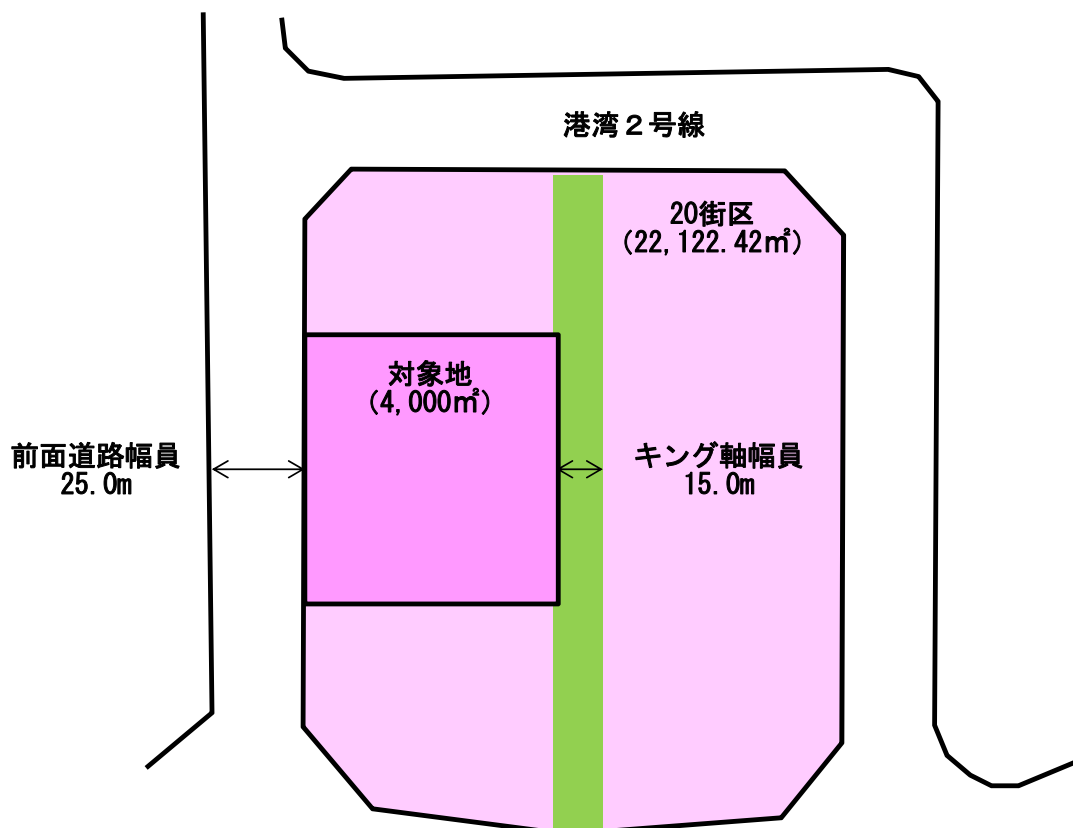 港湾２号線
20街区
(22,122.42㎡)
対象地
(4,000㎡)
前面道路幅員
25.0m
キング軸幅員
15.0m